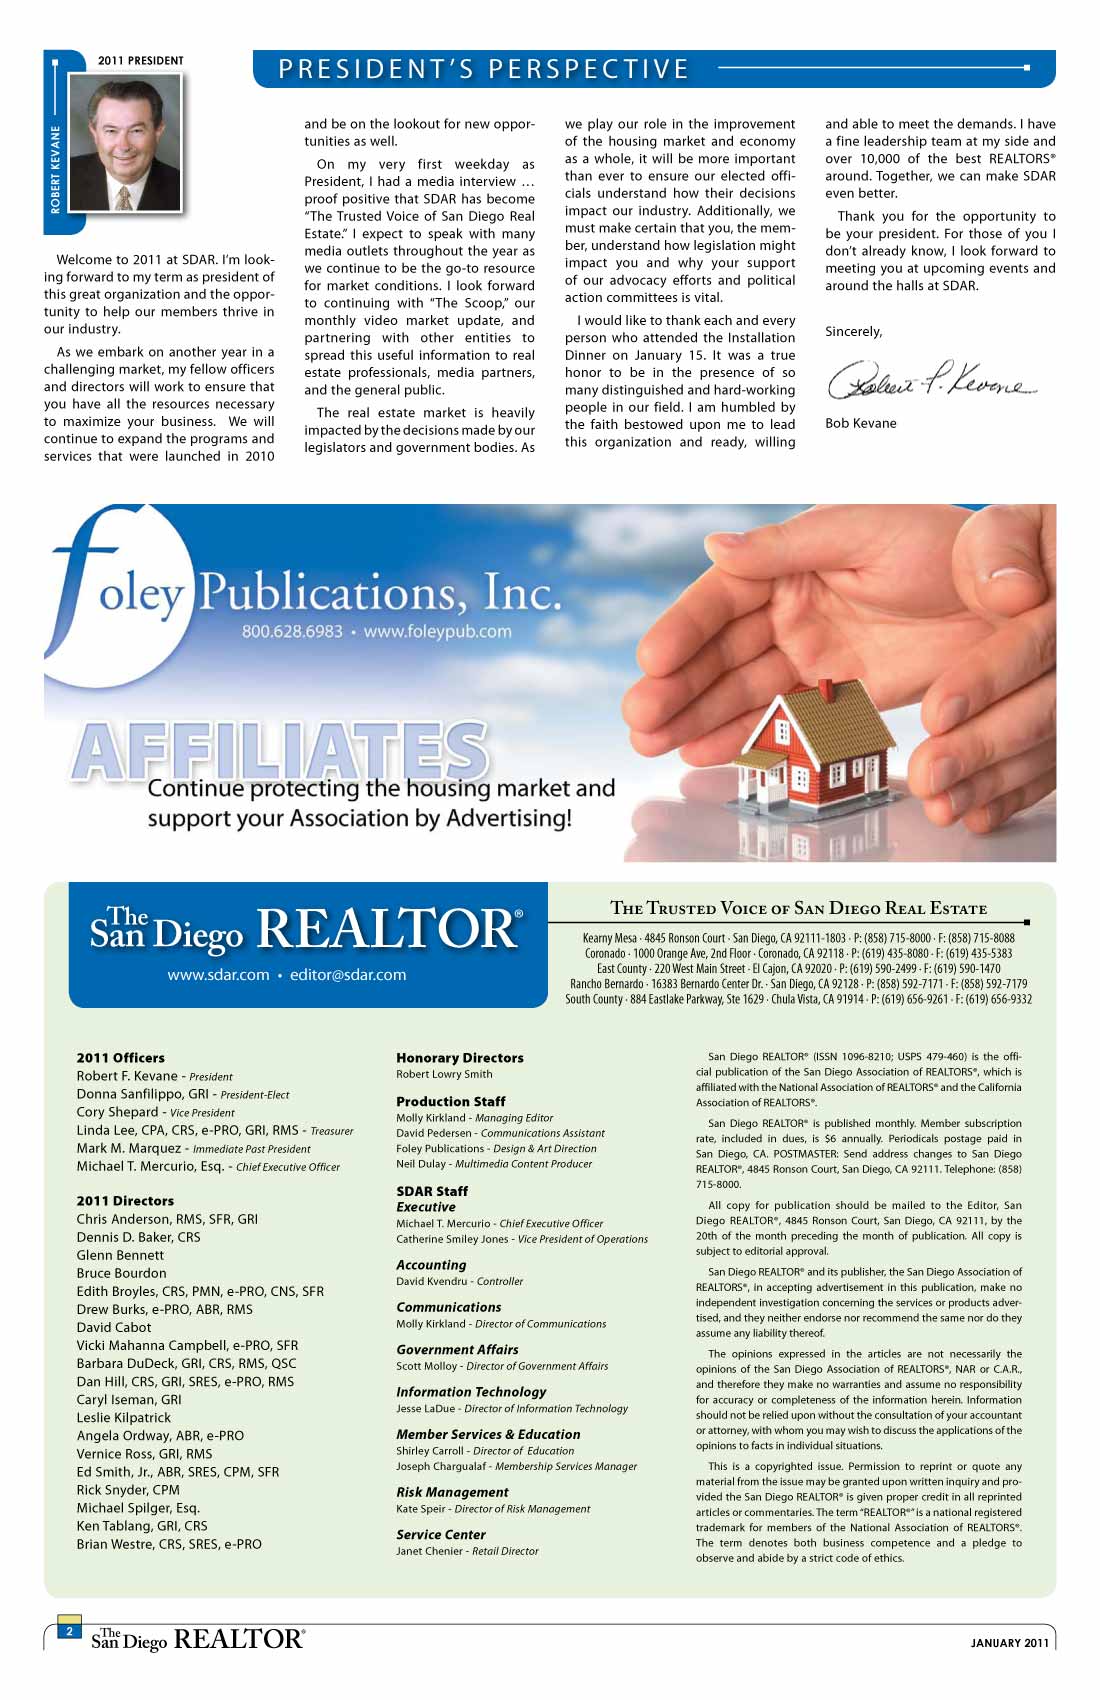 2011 PRESIDENT
ROBERT KEVANE
PRESIDENT'S PERSPECTIVE
Welcome to 2011 at SDAR. I'm look-
ing forward to my term as president of
this great organization and the oppor-
tunity to help our members thrive in
our industry.
As we embark on another year in a
challenging market, my fellow officers
and directors will work to ensure that
you have all the resources necessary
to maximize your business. We will
continue to expand the programs and
services that were launched in 2010
and be on the lookout for new oppor-
tunities as well.
On my very first weekday as
President, I had a media interview …
proof positive that SDAR has become
“The Trusted Voice of San Diego Real
Estate.” I expect to speak with many
media outlets throughout the year as
we continue to be the go-to resource
for market conditions. I look forward
to continuing with “The Scoop,” our
monthly video market update, and
partnering with other entities to
spread this useful information to real
estate professionals, media partners,
and the general public.
The real estate market is heavily
impacted by the decisions made by our
legislators and government bodies. As
we play our role in the improvement
of the housing market and economy
as a whole, it will be more important
than ever to ensure our elected offi-
cials understand how their decisions
impact our industry. Additionally, we
must make certain that you, the mem-
ber, understand how legislation might
impact you and why your support
of our advocacy efforts and political
action committees is vital.
I would like to thank each and every
person who attended the Installation
Dinner on January 15. It was a true
honor to be in the presence of so
many distinguished and hard-working
people in our field. I am humbled by
the faith bestowed upon me to lead
this organization and ready, willing
and able to meet the demands. I have
a fine leadership team at my side and
over 10,000 of the best REALTORS®
around. Together, we can make SDAR
even better.
Thank you for the opportunity to
be your president. For those of you I
don't already know, I look forward to
meeting you at upcoming events and
around the halls at SDAR.
Sincerely,
Robert F. Kevane
Bob Kevane
foley Publications, Inc.
800.628.6983 • www.foleypub.com
AFFILIATES
Continue protecting the housing market and
support your Association by Advertising!
The San Diego REALTOR®
www.sdar.com • editor@sdar.com
The Trusted Voice of San Diego Real Estate
Kearny Mesa · 4845 Ronson Court · San Diego, CA 92111-1803 · P: (858) 715-8000 · F: (858) 715-8088
Coronado · 1000 Orange Ave, 2nd Floor · Coronado, CA 92118 · P: (619) 435-8080 · F: (619) 435-5383
East County · 220 West Main Street · El Cajon, CA 92020 · P: (619) 590-2499 · F: (619) 590-1470
Rancho Bernardo · 16383 Bernardo Center Dr. · San Diego, CA 92128 · P: (858) 592-7171 · F: (858) 592-7179
South County · 884 Eastlake Parkway, Ste 1629 · Chula Vista, CA 91914 · P: (619) 656-9261 · F: (619) 656-9332
2011 Officers
Robert F. Kevane - President
Donna Sanfilippo, GRI - President-Elect
Cory Shepard - Vice President
Linda Lee, CPA, CRS, e-PRO, GRI, RMS - Treasurer
Mark M. Marquez - Immediate Past President
Michael T. Mercurio, Esq. - Chief Executive Officer
2011 Directors
Chris Anderson, RMS, SFR, GRI
Dennis D. Baker, CRS
Glenn Bennett
Bruce Bourdon
Edith Broyles, CRS, PMN, e-PRO, CNS, SFR
Drew Burks, e-PRO, ABR, RMS
David Cabot
Vicki Mahanna Campbell, e-PRO, SFR
Barbara DuDeck, GRI, CRS, RMS, QSC
Dan Hill, CRS, GRI, SRES, e-PRO, RMS
Caryl Iseman, GRI
Leslie Kilpatrick
Angela Ordway, ABR, e-PRO
Vernice Ross, GRI, RMS
Ed Smith, Jr., ABR, SRES, CPM, SFR
Rick Snyder, CPM
Michael Spilger, Esq.
Ken Tablang, GRI, CRS
Brian Westre, CRS, SRES, e-PRO
Honorary Directors
Robert Lowry Smith
Production Staff
Molly Kirkland - Managing Editor
David Pedersen - Communications Assistant
Foley Publications - Design & Art Direction
Neil Dulay - Multimedia Content Producer
SDAR Staff
Executive
Michael T. Mercurio - Chief Executive Officer
Catherine Smiley Jones - Vice President of Operations
Accounting
David Kvendru - Controller
Communications
Molly Kirkland - Director of Communications
Government Affairs
Scott Molloy - Director of Government Affairs
Information Technology
Jesse LaDue - Director of Information Technology
Member Services & Education
Shirley Carroll - Director of Education
Joseph Chargualaf - Membership Services Manager
Risk Management
Kate Speir - Director of Risk Management
Service Center
Janet Chenier - Retail Director
San Diego REALTOR® (ISSN 1096-8210; USPS 479-460) is the offi-
cial publication of the San Diego Association of REALTORS®, which is
affiliated with the National Association of REALTORS® and the California
Association of REALTORS®.
San Diego REALTOR® is published monthly. Member subscription
rate, included in dues, is $6 annually. Periodicals postage paid in
San Diego, CA. POSTMASTER: Send address changes to San Diego
REALTOR®, 4845 Ronson Court, San Diego, CA 92111. Telephone: (858)
715-8000.
All copy for publication should be mailed to the Editor, San
Diego REALTOR®, 4845 Ronson Court, San Diego, CA 92111, by the
20th of the month preceding the month of publication. All copy is
subject to editorial approval.
San Diego REALTOR® and its publisher, the San Diego Association of
REALTORS®, in accepting advertisement in this publication, make no
independent investigation concerning the services or products adver-
tised, and they neither endorse nor recommend the same nor do they
assume any liability thereof.
The opinions expressed in the articles are not necessarily the
opinions of the San Diego Association of REALTORS®, NAR or C.A.R.,
and therefore they make no warranties and assume no responsibility
for accuracy or completeness of the information herein. Information
should not be relied upon without the consultation of your accountant
or attorney, with whom you may wish to discuss the applications of the
opinions to facts in individual situations.
This is a copyrighted issue. Permission to reprint or quote any
material from the issue may be granted upon written inquiry and pro-
vided the San Diego REALTOR® is given proper credit in all reprinted
articles or commentaries. The term “REALTOR®” is a national registered
trademark for members of the National Association of REALTORS®.
The term denotes both business competence and a pledge to
observe and abide by a strict code of ethics.
2
The San Diego REALTOR®
JANUARY 2011